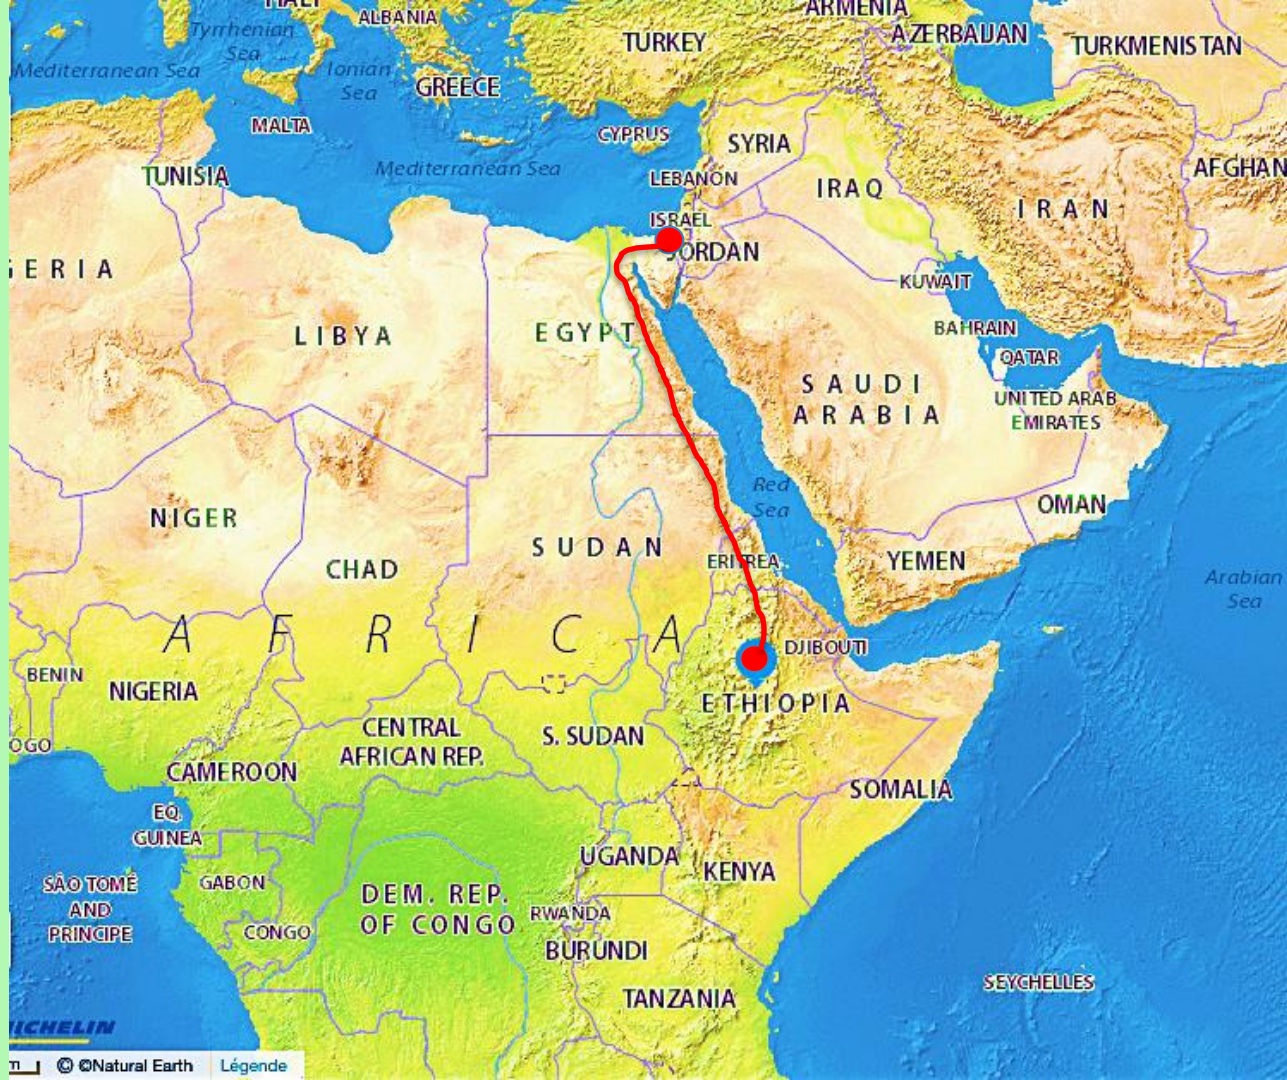 ALBANIA
ARMENIA
Tyrrhenian
Sea
TURKEY
AZERBAIJAN
TURKMENISTAN
Mediterranean Sea
Ionian
Sea
GREECE
MALTA
CYPRUS
SYRIA
Mediterranean Sea
AFGHAN
TUNISIA
LEBANON
IRAQ
IRAN
ISRAEL
JORDAN
GERIA
KUWAIT
LIBYA
EGYPT
BAHRAIN
QATAR
SAUDI
ARABIA
UNITED ARAB
EMIRATES
Red
Sea
OMAN
NIGER
SUDAN
CHAD
ERITREA
YEMEN
Arabian
Sea
AFRICA
DJIBOUTI
BENIN
NIGERIA
ETHIOPIA
CENTRAL
AFRICAN REP.
S. SUDAN
OGO
CAMEROON
SOMALIA
EQ.
GUINEA
UGANDA
KENYA
GABON
SÃO TOMÉ
AND
PRINCIPE
DEM. REP.
OF CONGO
RWANDA
CONGO
BURUNDI
SEYCHELLES
TANZANIA
ICHELIN
m
© ©Natural Earth Légende